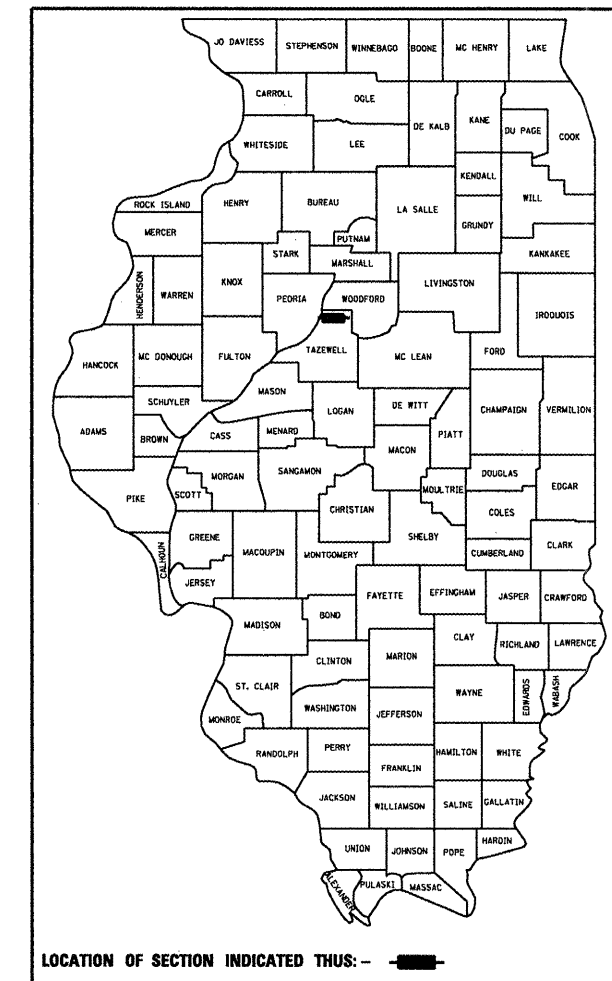 JO DAVIESS STEPHENSON WINNEBAGO BOONE MC HENRY LAKE
CARROLL OGLE DE KALB KANE DU PAGE COOK
WHITESIDE LEE
KENDALL WILL
ROCK ISLAND HENRY BUREAU LA SALLE GRUNDY
MERCER PUTNAM
STARK MARSHALL KANKAKEE
HENDERSON WARREN KNOX PEORIA WOODFORD LIVINGSTON IROQUOIS
HANCOCK MC DONOUGH FULTON TAZEWELL MC LEAN FORD
SCHUYLER MASON LOGAN DE WITT CHAMPAIGN VERMILION
ADAMS BROWN CASS MENARD PIATT
MACON
PIKE SCOTT MORGAN SANGAMON MOULTRIE DOUGLAS EDGAR
CHRISTIAN COLES
CALHOUN GREENE MACOUPIN MONTGOMERY SHELBY CUMBERLAND CLARK
JERSEY
FAYETTE EFFINGHAM JASPER CRAWFORD
MADISON BOND
CLAY RICHLAND LAWRENCE
CLINTON MARION
ST. CLAIR WAYNE EDWARDS WABASH
WASHINGTON JEFFERSON
MONROE
RANDOLPH PERRY HAMILTON WHITE
FRANKLIN
JACKSON WILLIAMSON SALINE GALLATIN
UNION JOHNSON POPE HARDIN
ALEXANDER PULASKI MASSAC
LOCATION OF SECTION INDICATED THUS: -